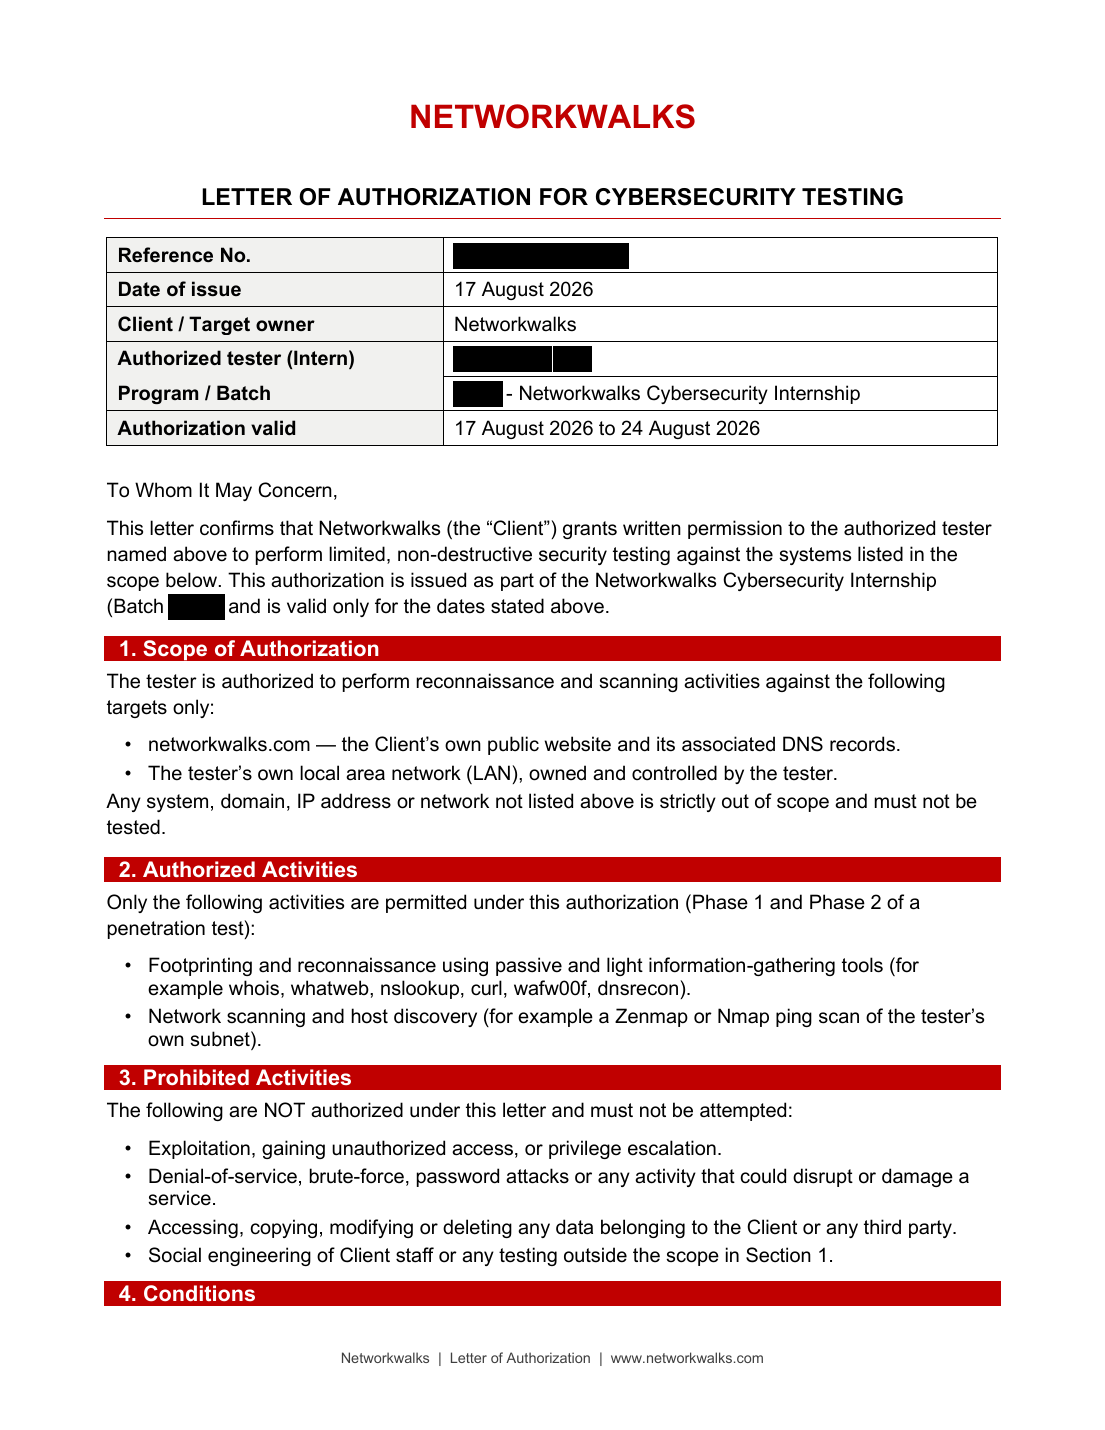 NETWORKWALKS
LETTER OF AUTHORIZATION FOR CYBERSECURITY TESTING
Reference No.
Date of issue 17 August 2026
Client / Target owner Networkwalks
Authorized tester (Intern)
Program / Batch - Networkwalks Cybersecurity Internship
Authorization valid 17 August 2026 to 24 August 2026
To Whom It May Concern,
This letter confirms that Networkwalks (the “Client”) grants written permission to the authorized tester
named above to perform limited, non-destructive security testing against the systems listed in the
scope below. This authorization is issued as part of the Networkwalks Cybersecurity Internship
(Batch and is valid only for the dates stated above.
1. Scope of Authorization
The tester is authorized to perform reconnaissance and scanning activities against the following
targets only:
• networkwalks.com — the Client’s own public website and its associated DNS records.
• The tester’s own local area network (LAN), owned and controlled by the tester.
Any system, domain, IP address or network not listed above is strictly out of scope and must not be
tested.
2. Authorized Activities
Only the following activities are permitted under this authorization (Phase 1 and Phase 2 of a
penetration test):
• Footprinting and reconnaissance using passive and light information-gathering tools (for
example whois, whatweb, nslookup, curl, wafw00f, dnsrecon).
• Network scanning and host discovery (for example a Zenmap or Nmap ping scan of the tester’s
own subnet).
3. Prohibited Activities
The following are NOT authorized under this letter and must not be attempted:
• Exploitation, gaining unauthorized access, or privilege escalation.
• Denial-of-service, brute-force, password attacks or any activity that could disrupt or damage a
service.
• Accessing, copying, modifying or deleting any data belonging to the Client or any third party.
• Social engineering of Client staff or any testing outside the scope in Section 1.
4. Conditions
Networkwalks | Letter of Authorization | www.networkwalks.com